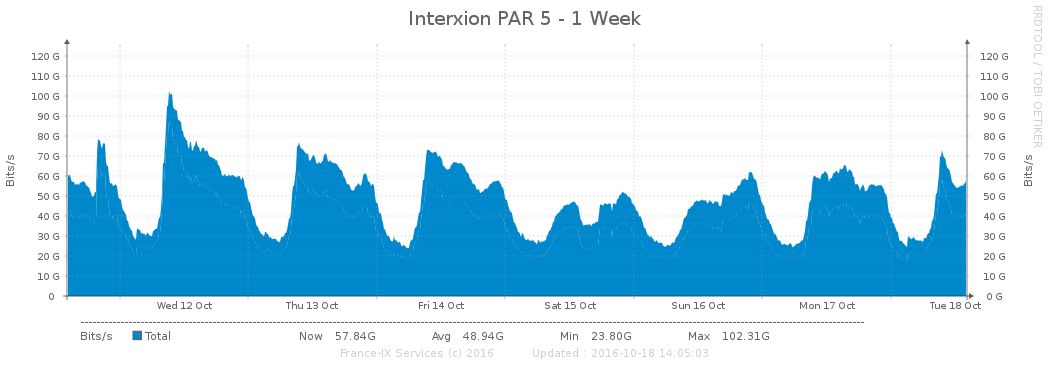 Interxion PAR 5 - 1 Week
RRDTOOL / TOBI OETIKER
Bits/s
120 G
110 G
100 G
90 G
80 G
70 G
60 G
50 G
40 G
30 G
20 G
10 G
0
120 G
110 G
100 G
90 G
80 G
70 G
60 G
50 G
40 G
30 G
20 G
10 G
0 G
Bits/s
Wed 12 Oct Thu 13 Oct Fri 14 Oct Sat 15 Oct Sun 16 Oct Mon 17 Oct Tue 18 Oct
Bits/s Total Now 57.84G Avg 48.94G Min 23.80G Max 102.31G
France-IX Services (c) 2016 Updated : 2016-10-18 14:05:03